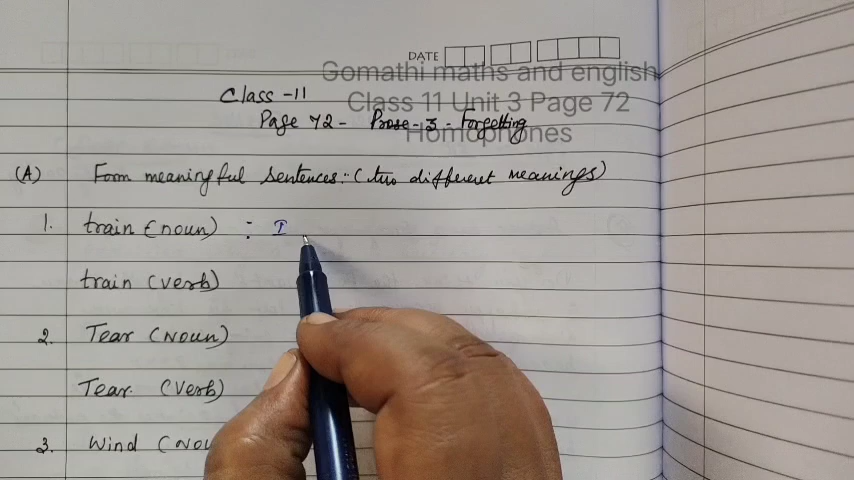 DATE
Gomathi maths and english
Class -11
Class 11 Unit 3 Page 72
Page 72 - Prose - 3 - Forgetting
Homophones
(A) Form meaningful sentences: (two different meanings)
1. train (noun) : I
train (verb)
2. Tear (Noun)
Tear (Verb)
3. Wind (Nou